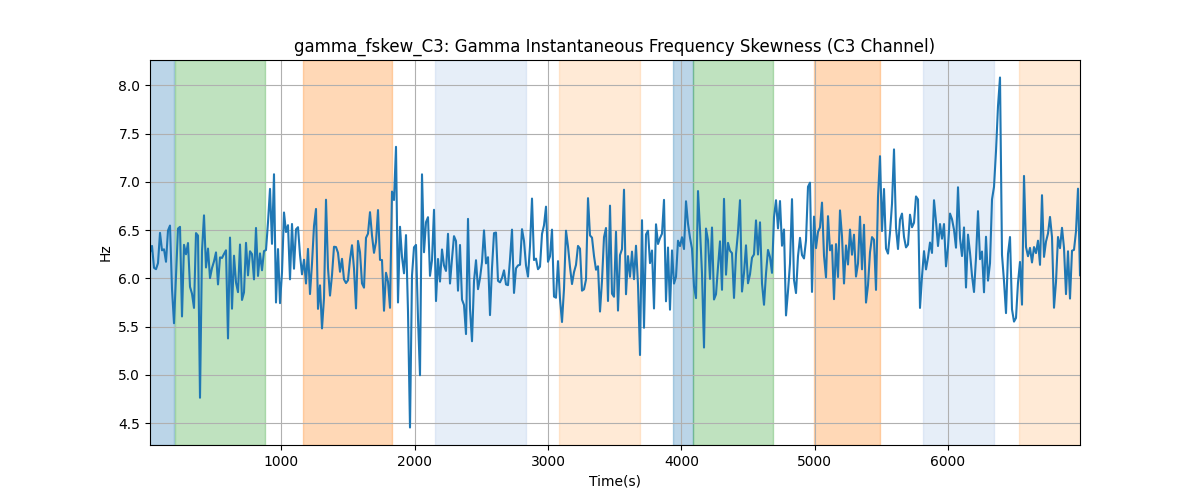 gamma_fskew_C3: Gamma Instantaneous Frequency Skewness (C3 Channel)
8.0
7.5
7.0
6.5
6.0
5.5
5.0
4.5
Hz
1000 2000 3000 4000 5000 6000
Time(s)